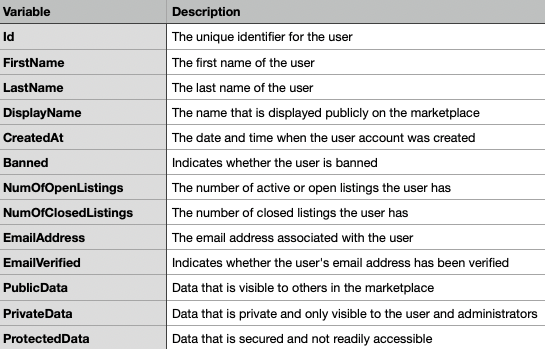 Variable Description
Id The unique identifier for the user
FirstName The first name of the user
LastName The last name of the user
DisplayName The name that is displayed publicly on the marketplace
CreatedAt The date and time when the user account was created
Banned Indicates whether the user is banned
NumOfOpenListings The number of active or open listings the user has
NumOfClosedListings The number of closed listings the user has
EmailAddress The email address associated with the user
EmailVerified Indicates whether the user's email address has been verified
PublicData Data that is visible to others in the marketplace
PrivateData Data that is private and only visible to the user and administrators
ProtectedData Data that is secured and not readily accessible